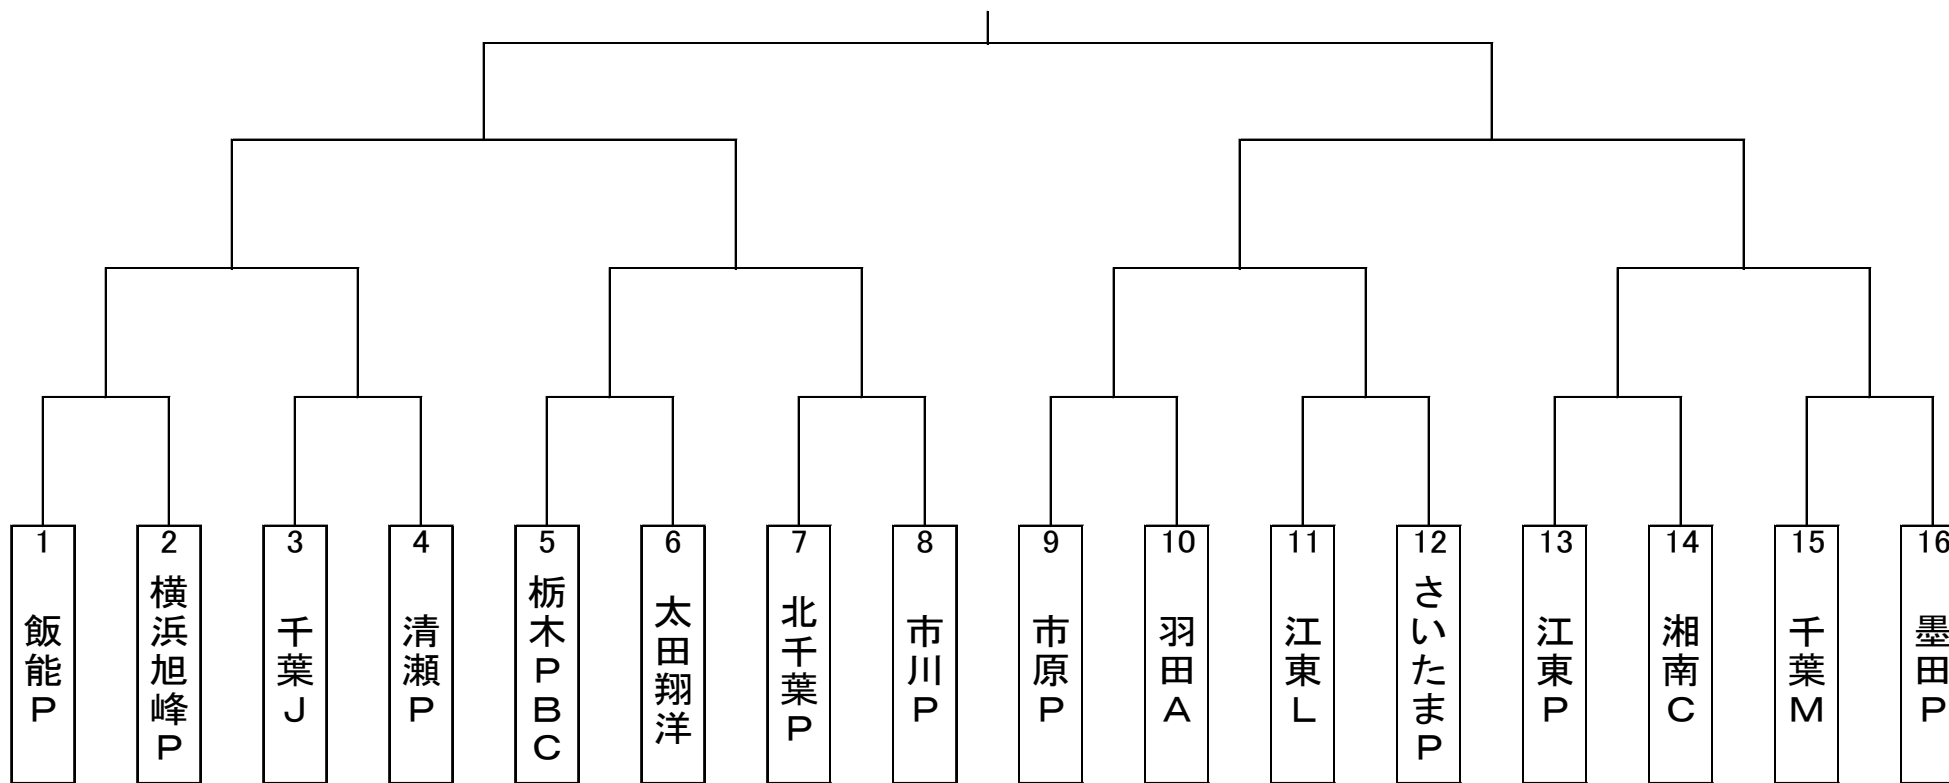 1
飯能P
2
横浜旭峰P
3
千葉J
4
清瀬P
5
栃木PBC
6
太田翔洋
7
北千葉P
8
市川P
9
市原P
10
羽田A
11
江東L
12
さいたまP
13
江東P
14
湘南C
15
千葉M
16
墨田P